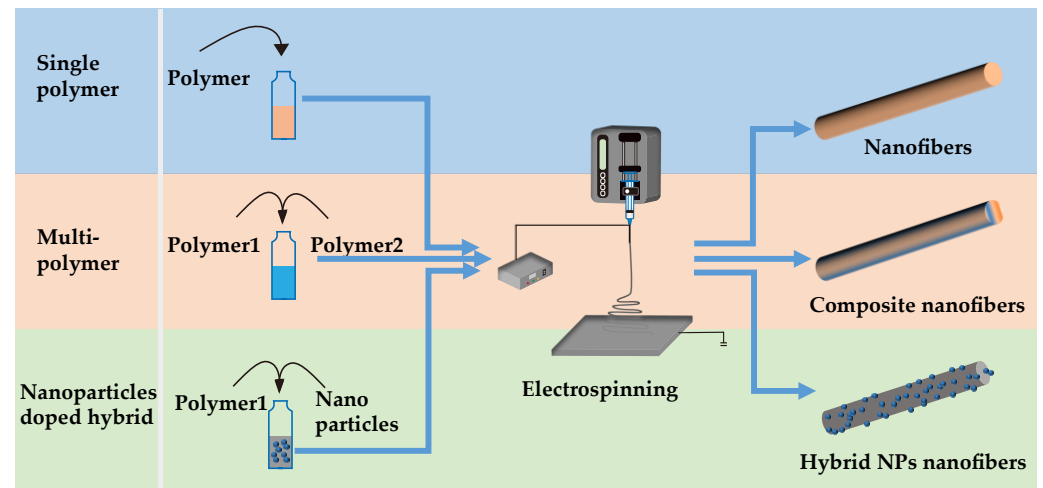 Single
polymer
Polymer
Nanofibers
Multi-
polymer
Polymer1
Polymer2
Composite nanofibers
Electrospinning
Nanoparticles
doped hybrid
Polymer1
Nano
particles
Hybrid NPs nanofibers